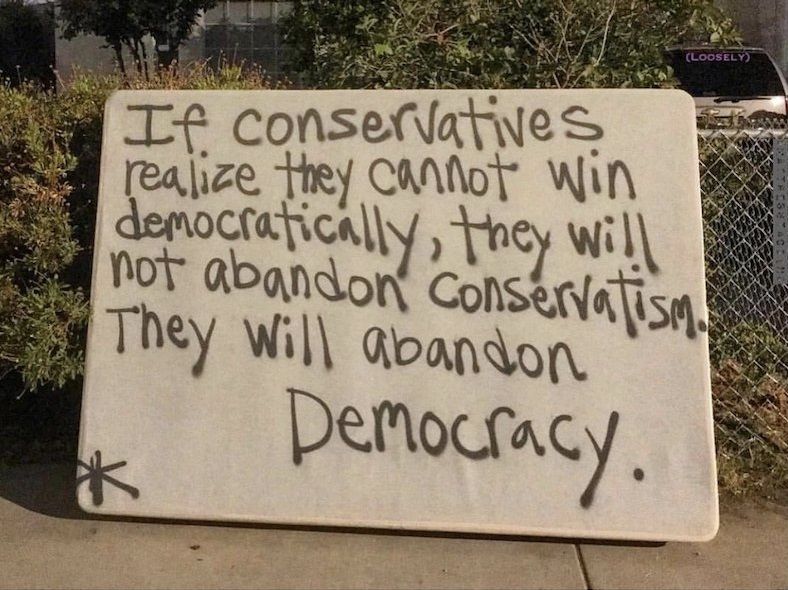 (LOOSELY)
If conservatives
realize they cannot win
democratically, they will
not abandon conservatism.
They will abandon
Democracy.
*